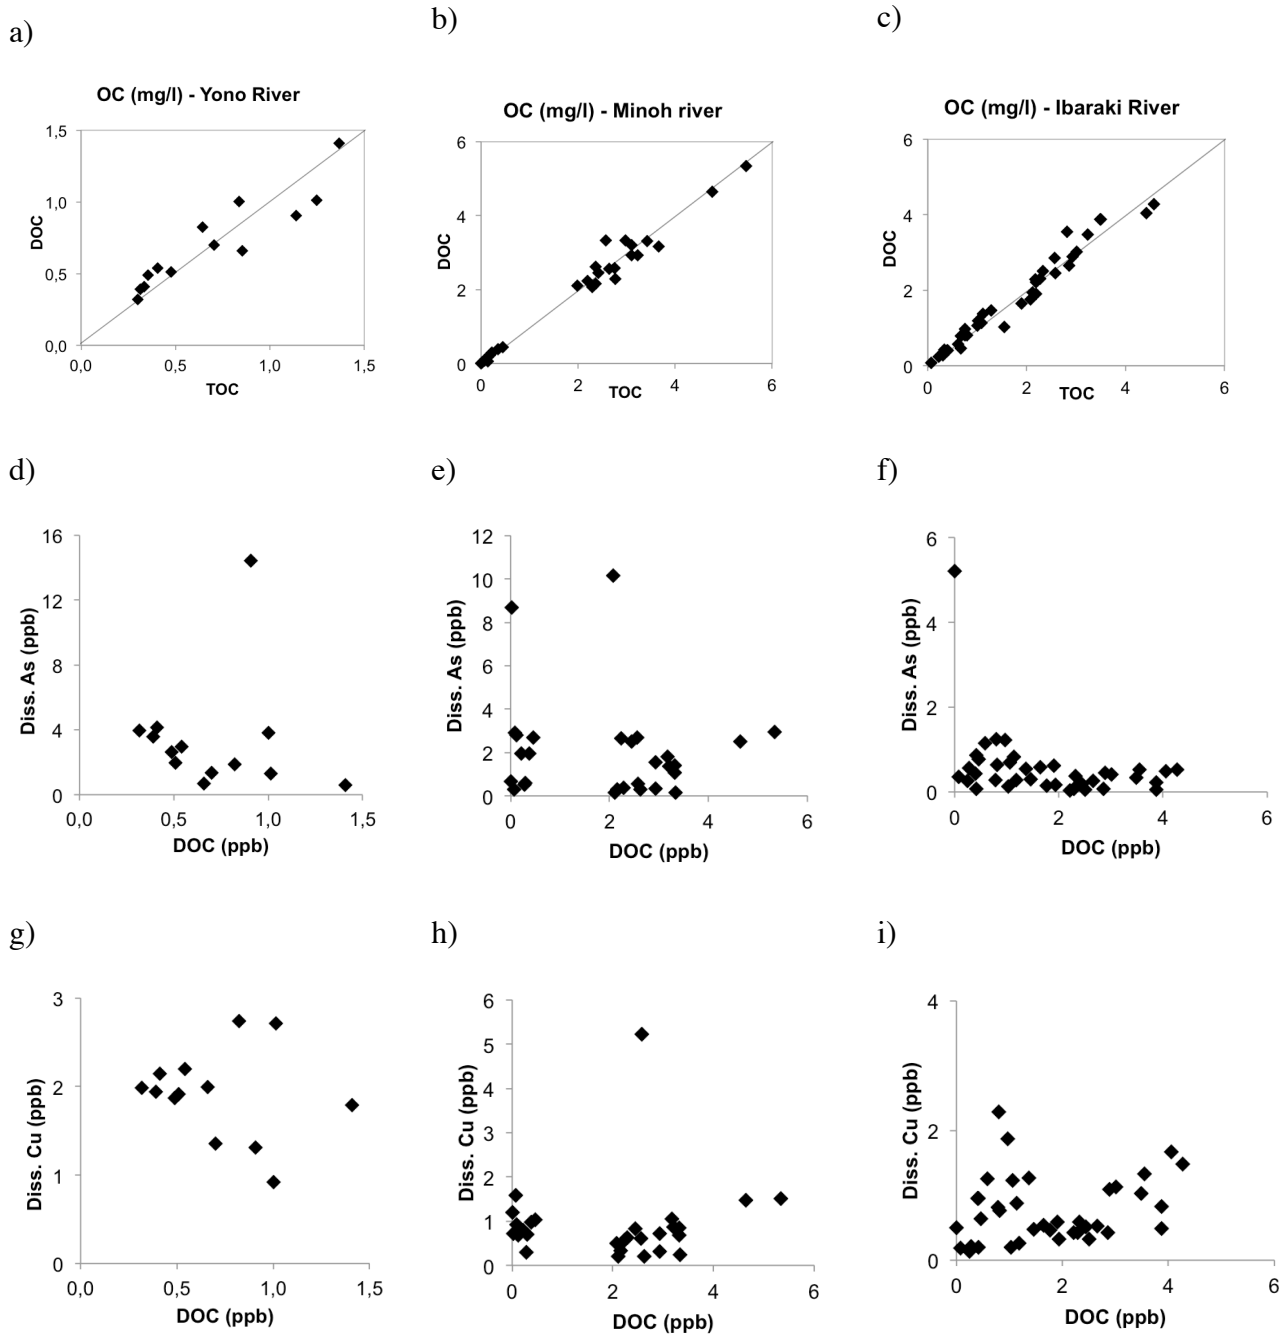 a)
b)
c)
OC (mg/l) - Yono River
OC (mg/l) - Minoh river
OC (mg/l) - Ibaraki River
1,5
1,0
0,5
0,0
DOC
0,0 0,5 1,0 1,5
TOC
6
4
2
0
DOC
0 2 4 6
TOC
6
4
2
0
DOC
0 2 4 6
TOC
d)
e)
f)
16
12
8
4
0
Diss. As (ppb)
0,0 0,5 1,0 1,5
DOC (ppb)
12
10
8
6
4
2
0
Diss. As (ppb)
0 2 4 6
DOC (ppb)
6
4
2
0
Diss. As (ppb)
0 2 4 6
DOC (ppb)
g)
h)
i)
3
2
1
0
Diss. Cu (ppb)
0,5 1,0 1,5
DOC (ppb)
6
5
4
3
2
1
0
Diss. Cu (ppb)
0 2 4 6
DOC (ppb)
4
2
0
Diss. Cu (ppb)
0 2 4 6
DOC (ppb)